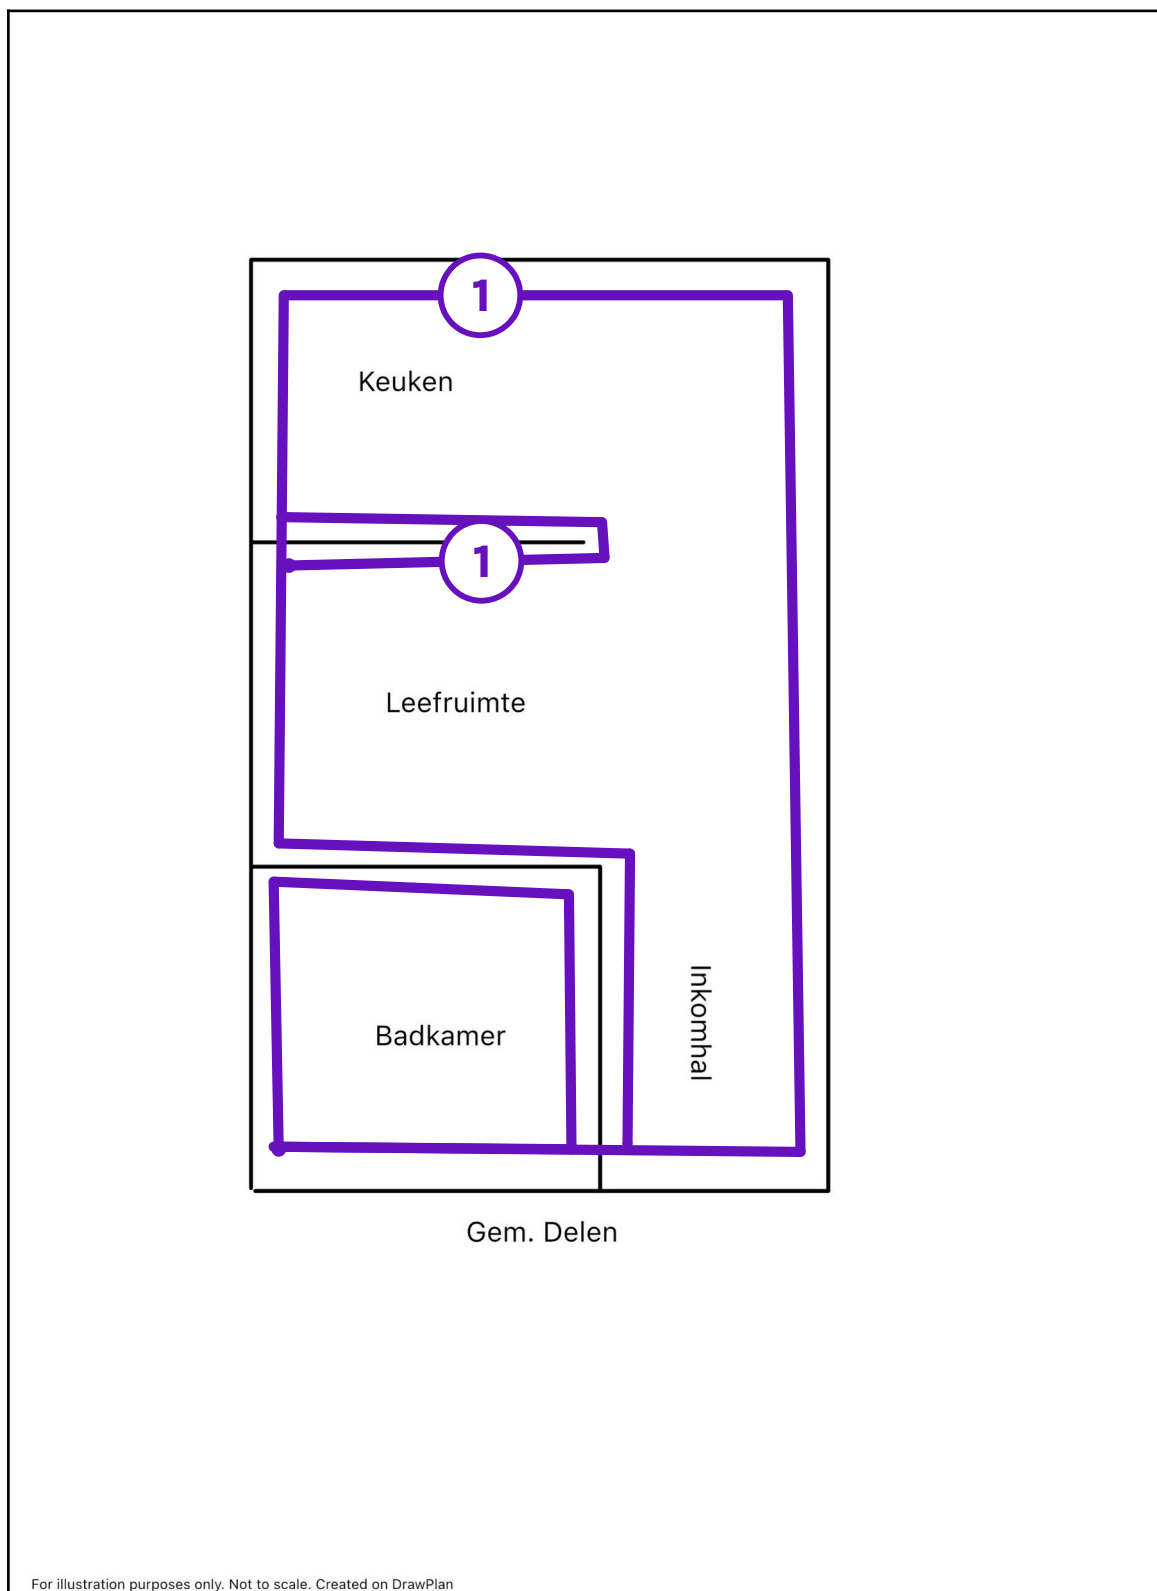 1
Keuken
1
Leefruimte
Inkomhal
Badkamer
Gem. Delen
For illustration purposes only. Not to scale. Created on DrawPlan